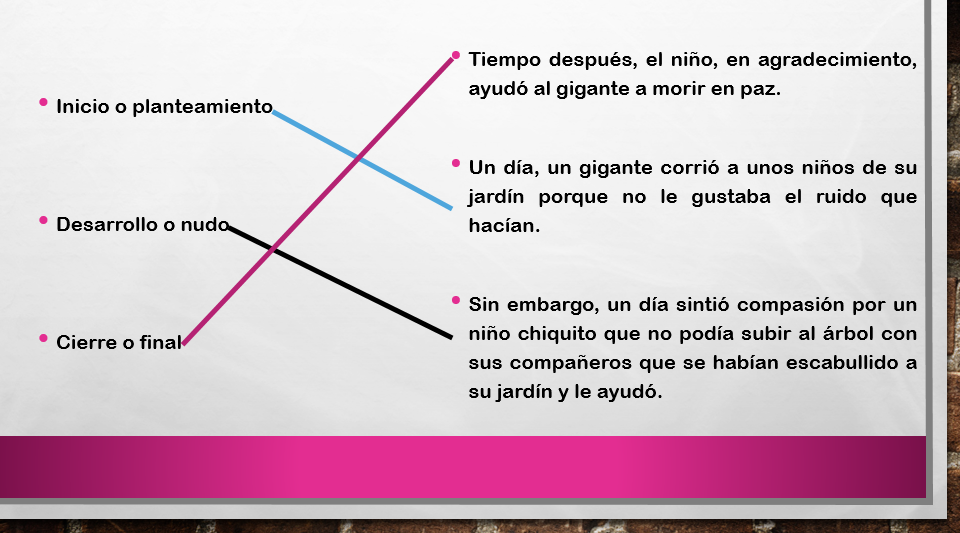 Inicio o planteamiento
Desarrollo o nudo
Cierre o final
Tiempo después, el niño, en agradecimiento,
ayudó al gigante a morir en paz.
Un día, un gigante corrió a unos niños de su
jardín porque no le gustaba el ruido que
hacían.
Sin embargo, un día sintió compasión por un
niño chiquito que no podía subir al árbol con
sus compañeros que se habían escabullido a
su jardín y le ayudó.